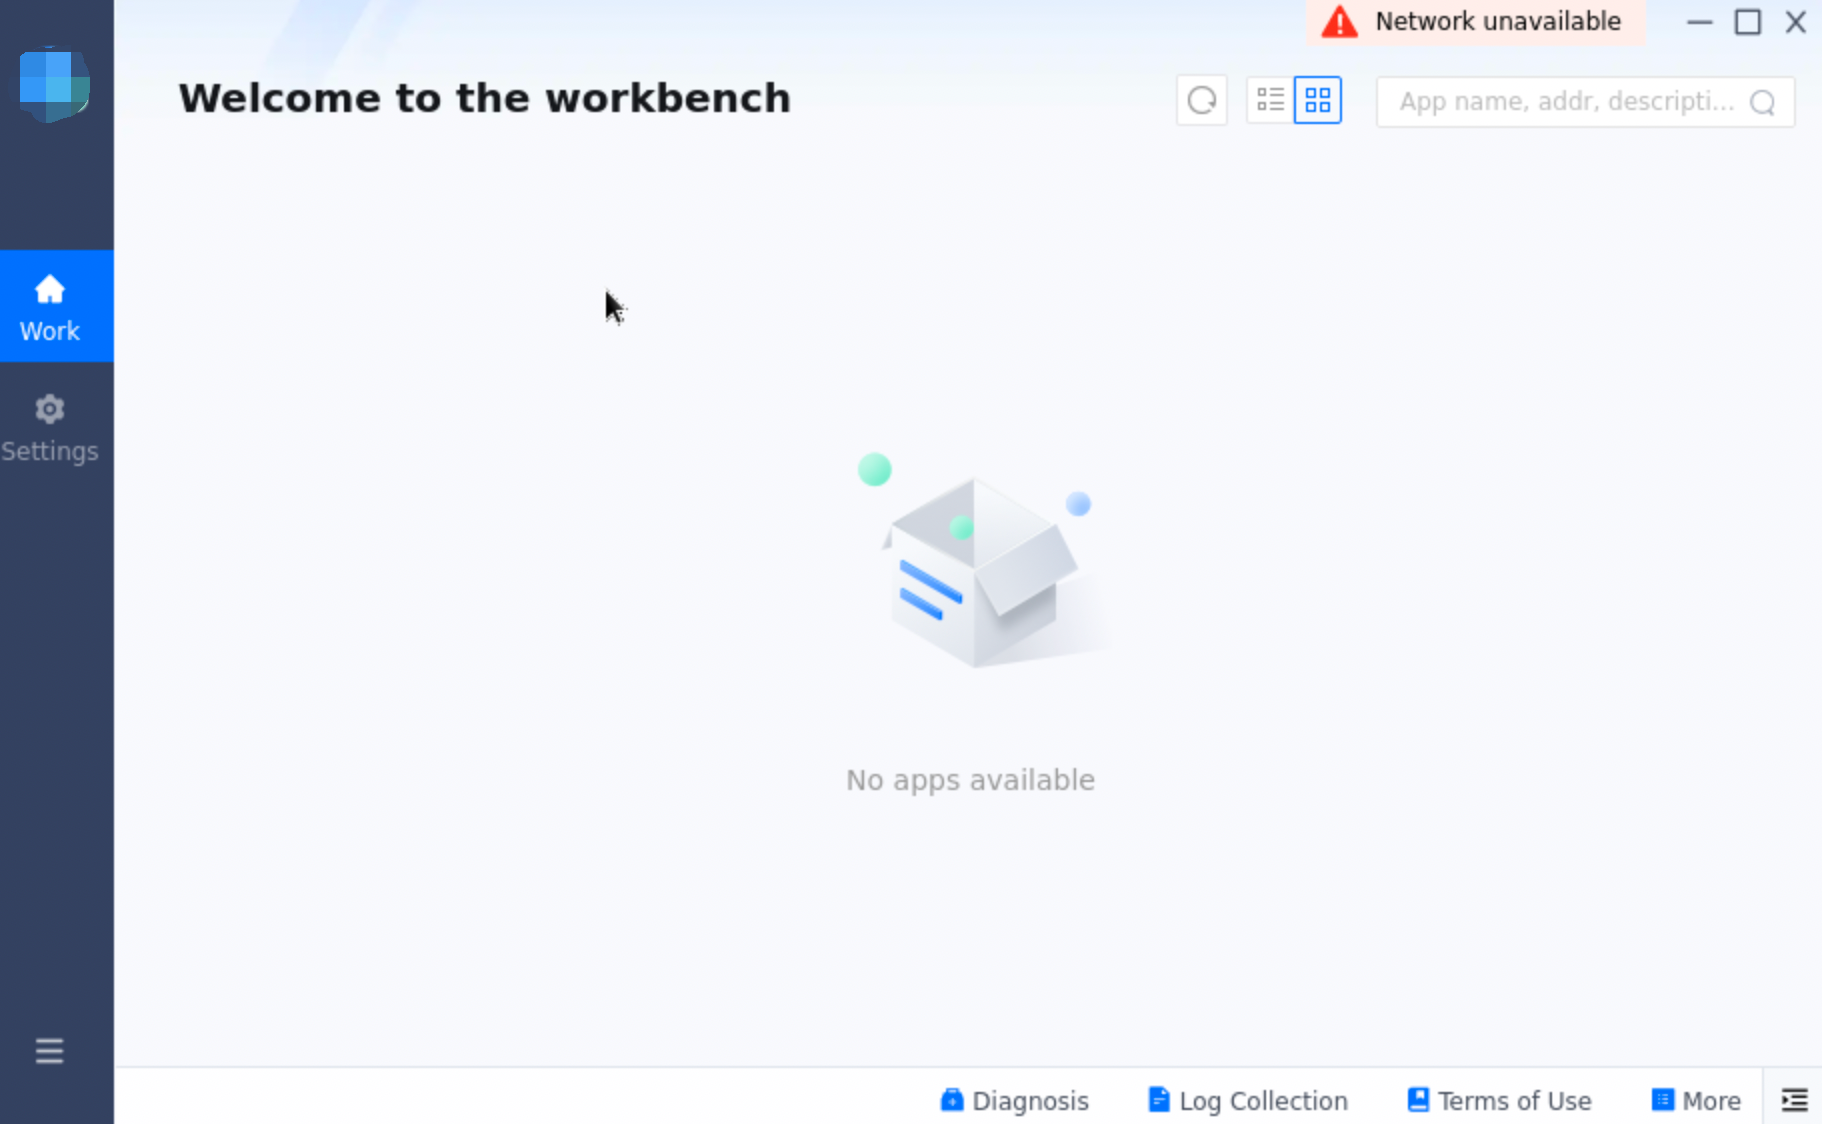 Network unavailable
Welcome to the workbench
App name, addr, descripti...
Work
Settings
No apps available
Diagnosis
Log Collection
Terms of Use
More